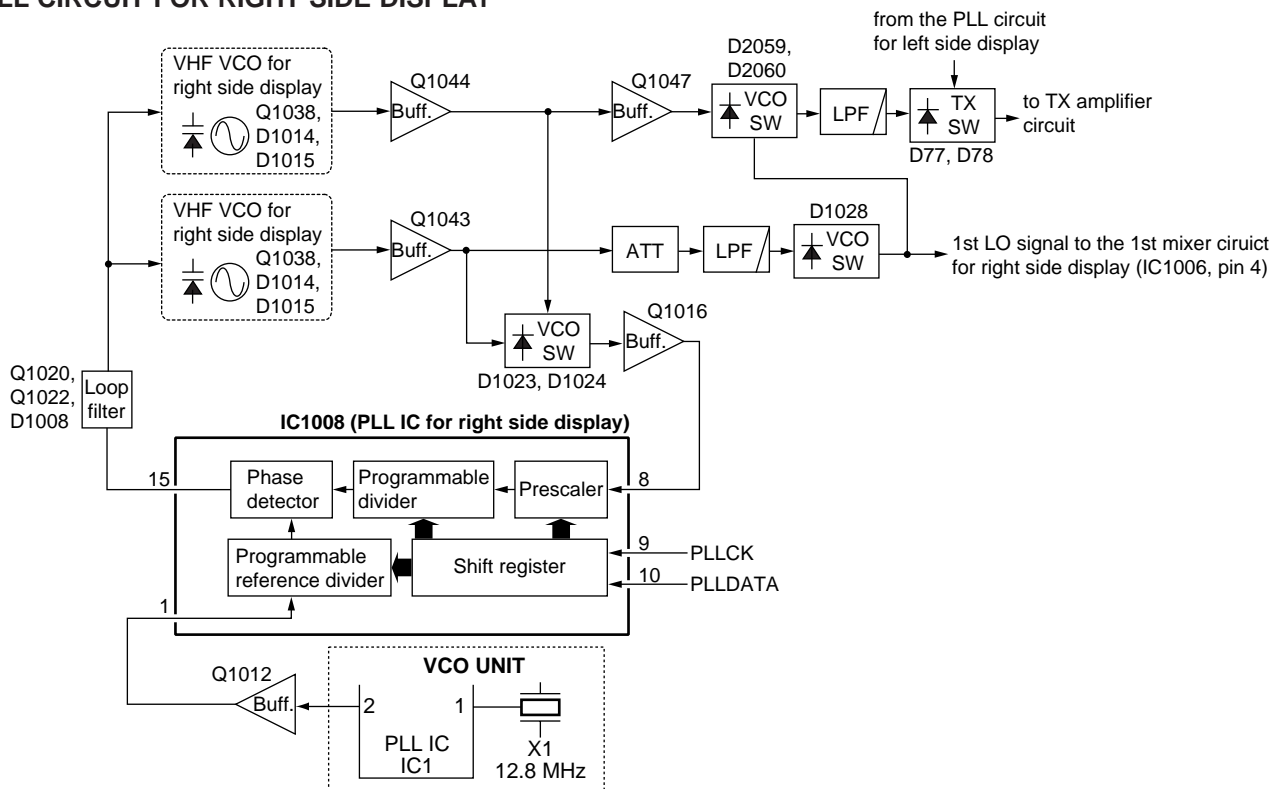 LL CIRCUIT FOR RIGHT SIDE DISPLAY
from the PLL circuit
for left side display
VHF VCO for
right side display
Q1038,
D1014,
D1015
Q1044
Buff.
Q1047
Buff.
D2059,
D2060
VCO
SW
LPF
TX
SW
D77, D78
to TX amplifier
circuit
VHF VCO for
right side display
Q1038,
D1014,
D1015
Q1043
Buff.
ATT
LPF
D1028
VCO
SW
1st LO signal to the 1st mixer ciruict
for right side display (IC1006, pin 4)
VCO
SW
D1023, D1024
Q1016
Buff.
Q1020,
Q1022,
D1008
Loop
filter
IC1008 (PLL IC for right side display)
15
Phase
detector
Programmable
divider
Prescaler
8
Programmable
reference divider
Shift register
9
PLLCK
10
PLLDATA
1
Q1012
Buff.
VCO UNIT
2
1
PLL IC
IC1
X1
12.8 MHz